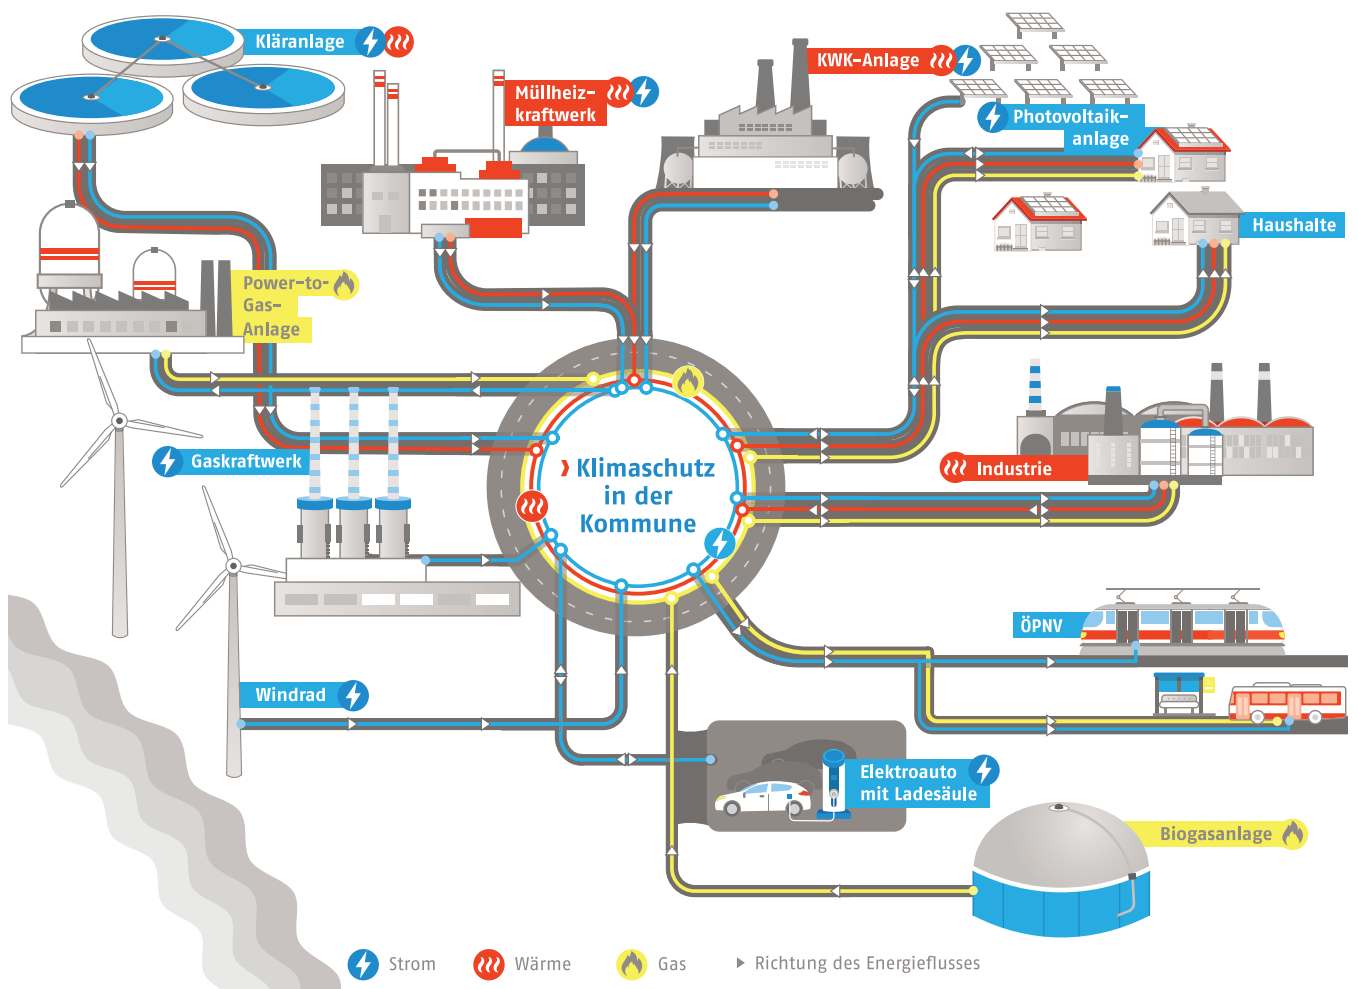 Kläranlage
Müllheiz-
kraftwerk
KWK-Anlage
Photovoltaik-
anlage
Haushalte
Power-to-
Gas-
Anlage
Gaskraftwerk
Industrie
› Klimaschutz
in der
Kommune
ÖPNV
Windrad
Elektroauto
mit Ladesäule
Biogasanlage
Strom
Wärme
Gas
Richtung des Energieflusses